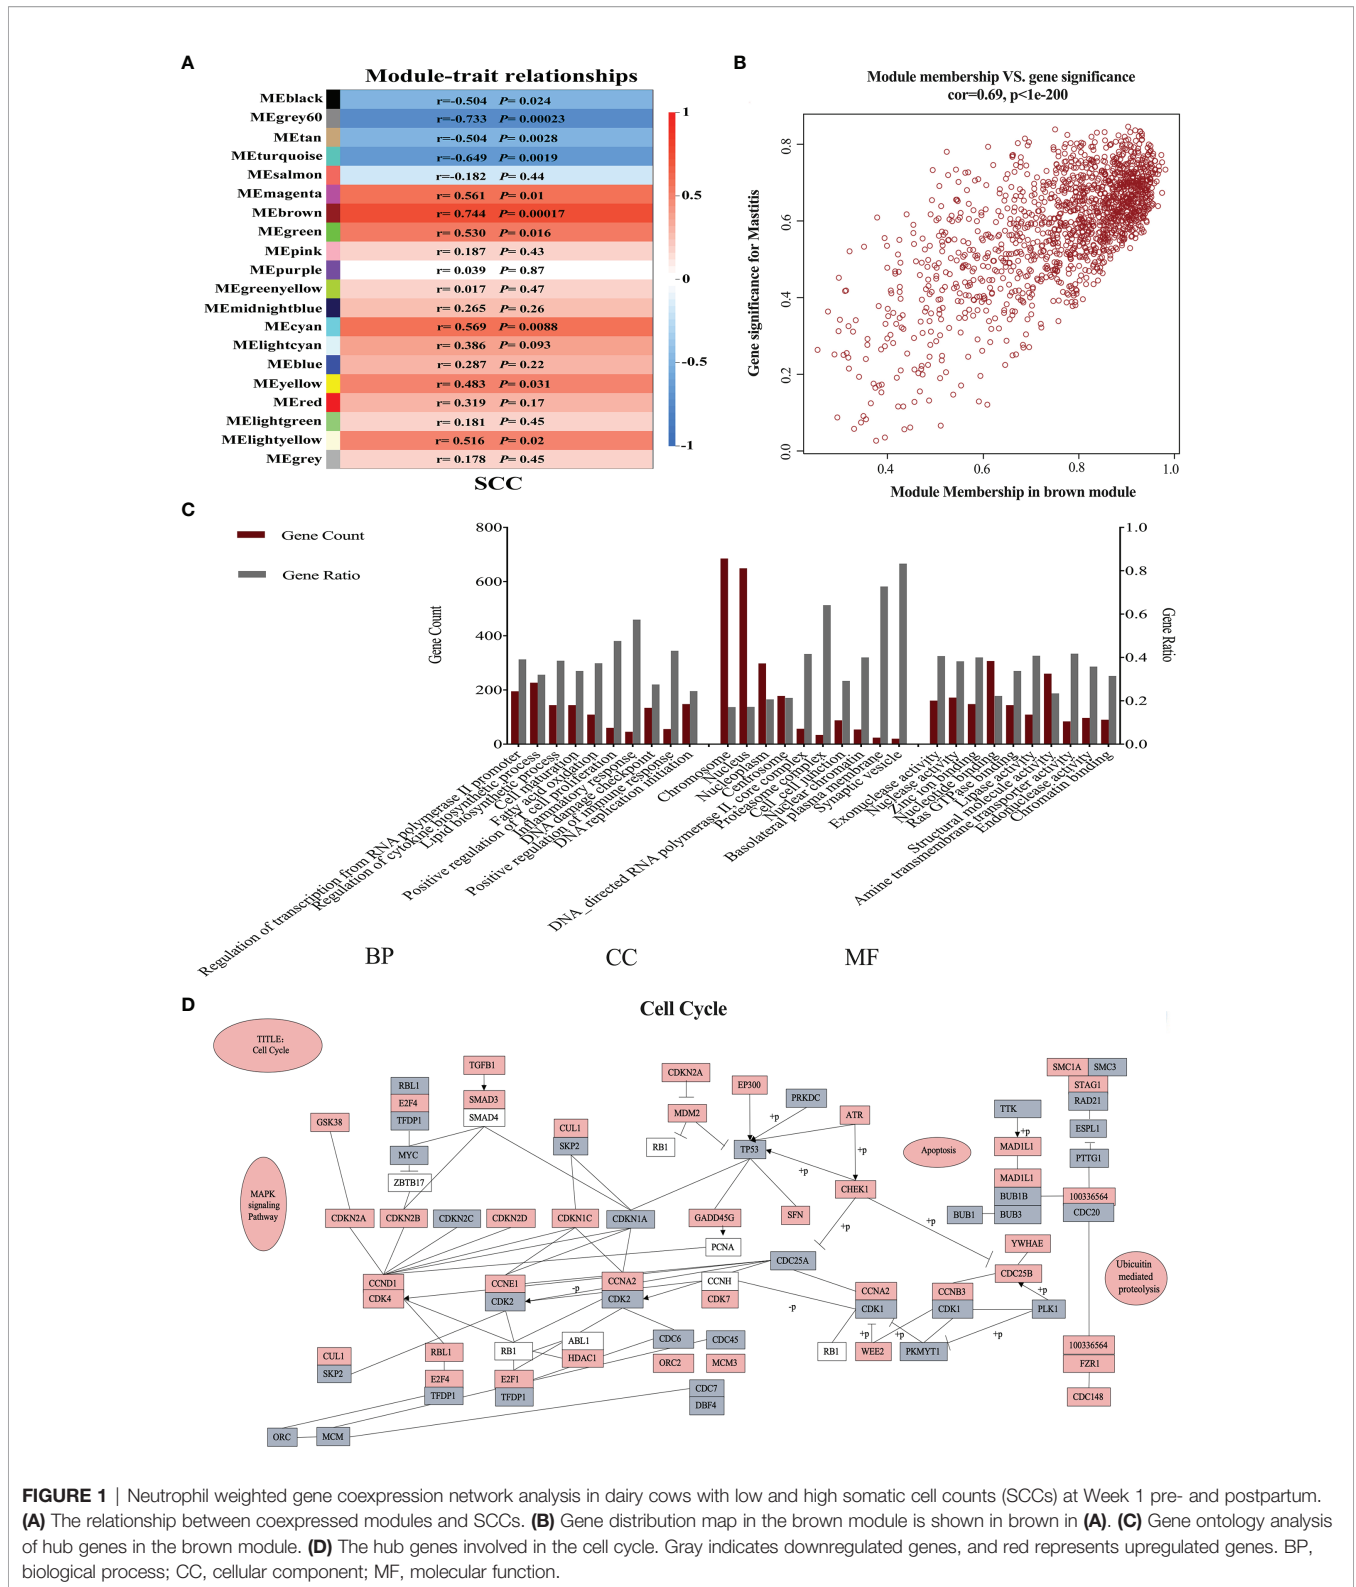 A
Module-trait relationships
MEblack r=-0.504 P= 0.024
MEgrey60 r=-0.733 P= 0.00023
MEtan r=-0.504 P= 0.0028
MEturquoise r=-0.649 P= 0.0019
MEsalmon r=-0.182 P= 0.44
MEmagenta r= 0.561 P= 0.01
MEbrown r= 0.744 P= 0.00017
MEgreen r= 0.530 P= 0.016
MEpink r= 0.187 P= 0.43
MEpurple r= 0.039 P= 0.87
MEgreenyellow r= 0.017 P= 0.47
MEmidnightblue r= 0.265 P= 0.26
MEcyan r= 0.569 P= 0.0088
MElightcyan r= 0.386 P= 0.093
MEblue r= 0.287 P= 0.22
MEyellow r= 0.483 P= 0.031
MEred r= 0.319 P= 0.17
MElightgreen r= 0.181 P= 0.45
MElightyellow r= 0.516 P= 0.02
MEgrey r= 0.178 P= 0.45
SCC
1
0.5
0
-0.5
-1
B
Module membership VS. gene significance
cor=0.69, p<1e-200
Gene significance for Mastitis
0.8
0.6
0.4
0.2
0.0
0.4 0.6 0.8 1.0
Module Membership in brown module
C
Gene Count
Gene Ratio
Gene Count
800
600
400
200
0
1.0
0.8
0.6
0.4
0.2
0.0
Gene Ratio
Regulation of transcription from RNA polymerase II promoter
Regulation of cytokine biosynthetic process
Lipid biosynthetic process
Cell maturation
Fatty acid oxidation
Positive regulation of T cell proliferation
Inflammatory response
DNA damage checkpoint
Positive regulation of immune response
DNA replication initiation
Chromosome
Nucleus
Nucleoplasm
Centrosome
DNA_directed RNA polymerase II, core complex
Proteasome complex
Cell_cell junction
Nuclear chromatin
Basolateral plasma membrane
Synaptic vesicle
Exonuclease activity
Nuclease activity
Zinc ion binding
Nucleotide binding
Ras GTPase binding
Lipase activity
Structural molecule activity
Amine transmembrane transporter activity
Endonuclease activity
Chromatin binding
BP CC MF
D
Cell Cycle
TITLE:
Cell Cycle
TGFB1
RBL1
E2F4
TFDP1
SMAD3
SMAD4
GSK38
MYC
ZBTB17
CUL1
SKP2
MAPK
signaling
Pathway
CDKN2A
CDKN2B
CDKN2C
CDKN2D
CDKN1C
CDKN1A
CDKN2A
EP300
PRKDC
MDM2
ATR
RB1
TP53
+p
+p
+p
CHEK1
GADD45G
SFN
PCNA
+p
+p
Apoptosis
TTK
+p
MAD1L1
MAD1L1
BUB1B
BUB3
BUB1
SMC1A
SMC3
STAG1
RAD21
ESPL1
PTTG1
100336564
CDC20
YWHAE
CDC25B
Ubicuitin
mediated
proteolysis
CDC25A
CCND1
CDK4
CCNE1
CDK2
-p
CCNA2
CDK2
CCNH
CDK7
-p
CCNA2
CDK1
CCNB3
CDK1
+p
PLK1
+p
+p
+p
RB1
WEE2
PKMYT1
CUL1
SKP2
RBL1
E2F4
TFDP1
RB1
E2F1
TFDP1
ABL1
HDAC1
CDC6
CDC45
ORC2
MCM3
CDC7
DBF4
ORC
MCM
100336564
FZR1
CDC148
FIGURE 1 | Neutrophil weighted gene coexpression network analysis in dairy cows with low and high somatic cell counts (SCCs) at Week 1 pre- and postpartum.
(A) The relationship between coexpressed modules and SCCs. (B) Gene distribution map in the brown module is shown in brown in (A). (C) Gene ontology analysis
of hub genes in the brown module. (D) The hub genes involved in the cell cycle. Gray indicates downregulated genes, and red represents upregulated genes. BP,
biological process; CC, cellular component; MF, molecular function.